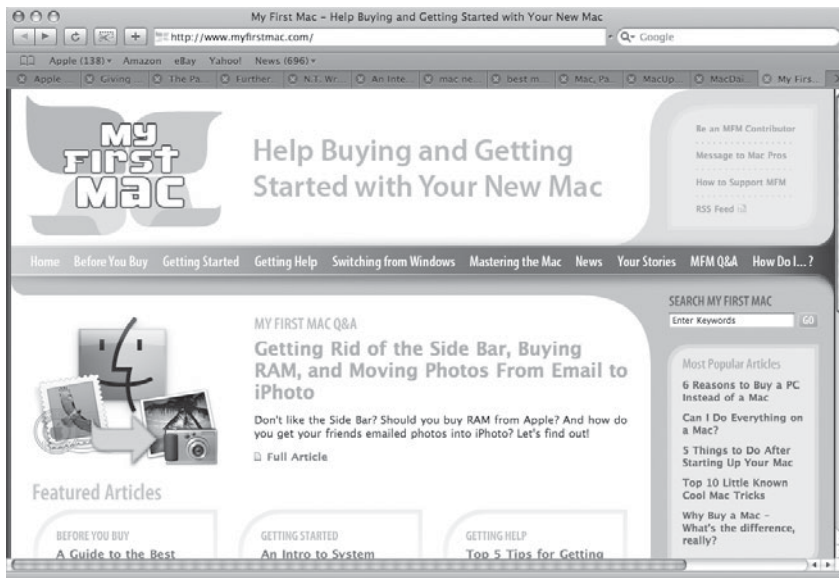 My First Mac – Help Buying and Getting Started with Your New Mac
http://www.myfirstmac.com/
Google
Apple (138) Amazon eBay Yahoo! News (696)
Apple... Giving ... The Pa... Further... N.T. Wr... An Inte... mac ne... best m... Mac, Pa... MacUp... MacDai... My Firs...
MY FIRST MAC
Help Buying and Getting
Started with Your New Mac
Be an MFM Contributor
Message to Mac Pros
How to Support MFM
RSS Feed
Home Before You Buy Getting Started Getting Help Switching from Windows Mastering the Mac News Your Stories MFM Q&A How Do I... ?
SEARCH MY FIRST MAC
Enter Keywords GO
MY FIRST MAC Q&A
Getting Rid of the Side Bar, Buying
RAM, and Moving Photos From Email to
iPhoto
Don't like the Side Bar? Should you buy RAM from Apple? And how do
you get your friends emailed photos into iPhoto? Let's find out!
Full Article
Most Popular Articles
6 Reasons to Buy a PC
Instead of a Mac
Can I Do Everything on
a Mac?
5 Things to Do After
Starting Up Your Mac
Top 10 Little Known
Cool Mac Tricks
Why Buy a Mac –
What's the difference,
really?
Featured Articles
BEFORE YOU BUY
A Guide to the Best
GETTING STARTED
An Intro to System
GETTING HELP
Top 5 Tips for Getting